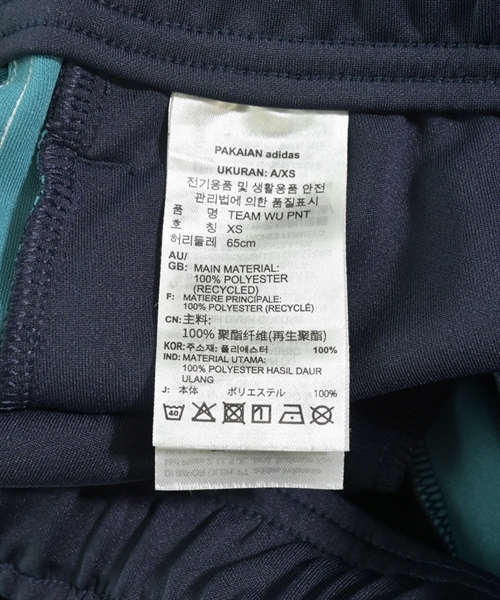 PAKAIAN adidas
UKURAN: A/XS
전기용품 및 생활용품 안전
관리법에 의한 품질표시
품 명 TEAM WU PNT
호 칭 XS
허리둘레 65cm
AU/
GB: MAIN MATERIAL:
100% POLYESTER
(RECYCLED)
F: MATIERE PRINCIPALE:
100% POLYESTER (RECYCLÉ)
CN: 主料:
100% 聚酯纤维(再生聚酯)
KOR: 주소재: 폴리에스터 100%
IND: MATERIAL UTAMA:
100% POLYESTER HASIL DAUR
ULANG
J: 本体 ポリエステル 100%
40